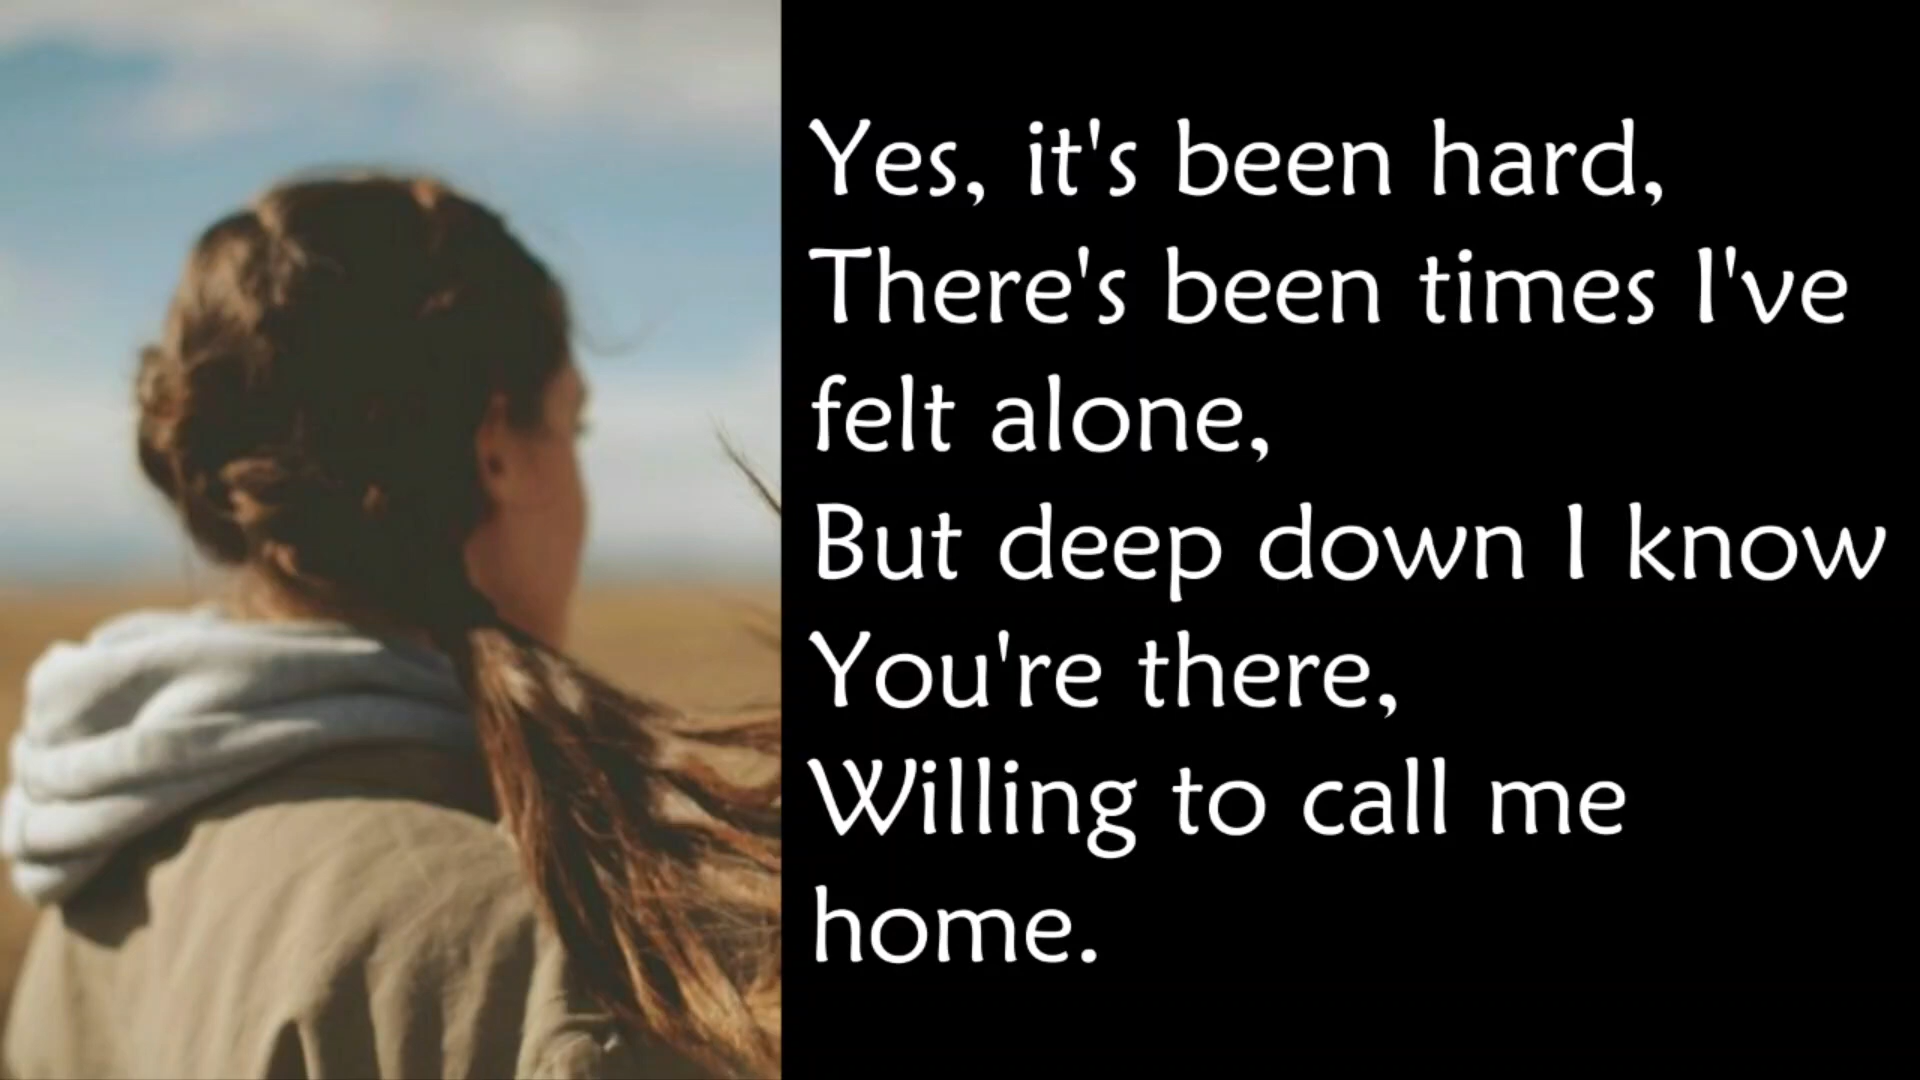 Yes, it's been hard,
There's been times I've
felt alone,
But deep down I know
You're there,
Willing to call me
home.